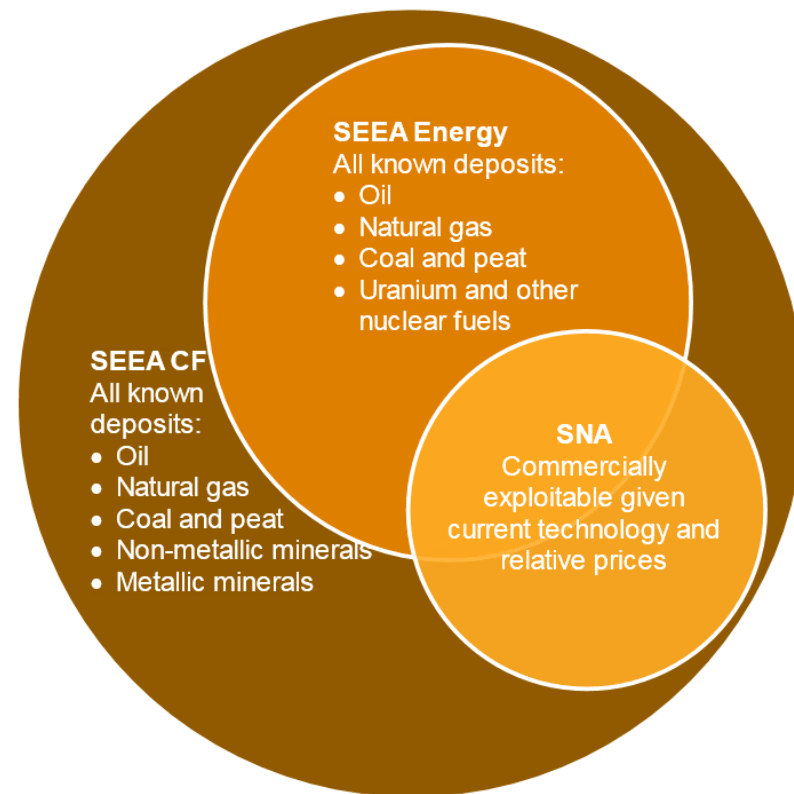 SEEA Energy
All known deposits:
• Oil
• Natural gas
• Coal and peat
• Uranium and other
nuclear fuels
SEEA CF
All known
deposits:
• Oil
• Natural gas
• Coal and peat
• Non-metallic minerals
• Metallic minerals
SNA
Commercially
exploitable given
current technology and
relative prices